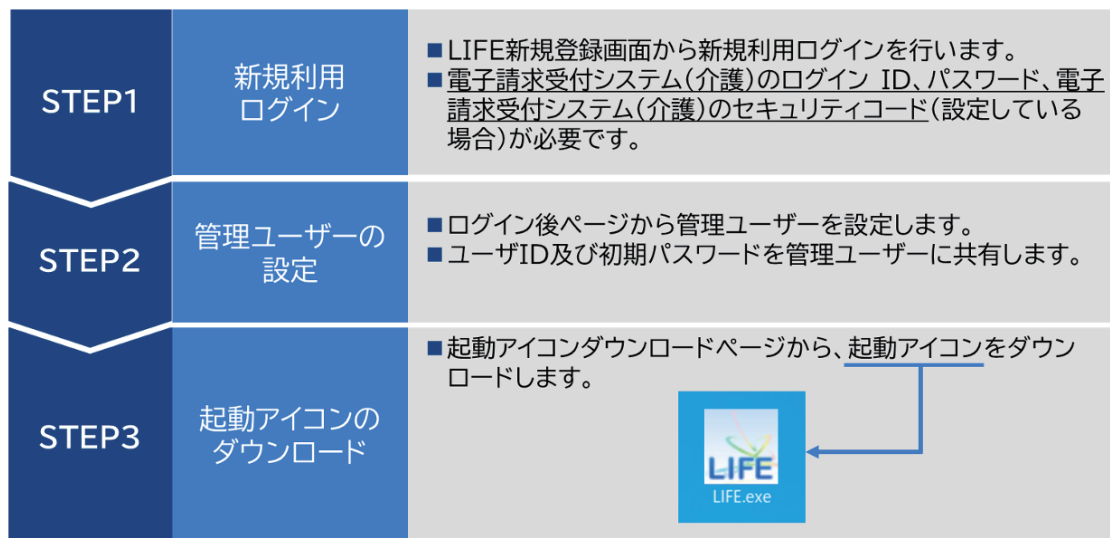 STEP1
新規利用
ログイン
■LIFE新規登録画面から新規利用ログインを行います。
■電子請求受付システム(介護)のログイン ID、パスワード、電子
請求受付システム(介護)のセキュリティコード(設定している
場合)が必要です。
STEP2
管理ユーザーの
設定
■ログイン後ページから管理ユーザーを設定します。
■ユーザID及び初期パスワードを管理ユーザーに共有します。
STEP3
起動アイコンの
ダウンロード
■起動アイコンダウンロードページから、起動アイコンをダウン
ロードします。
LIFE
LIFE.exe